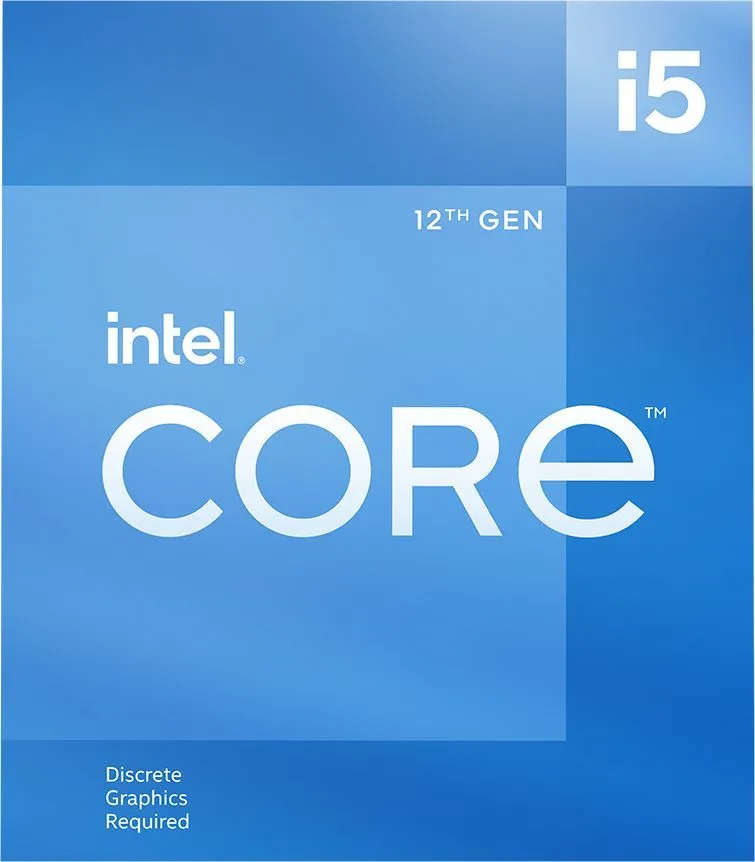 i5
12TH GEN
intel®
CORe™
Discrete
Graphics
Required